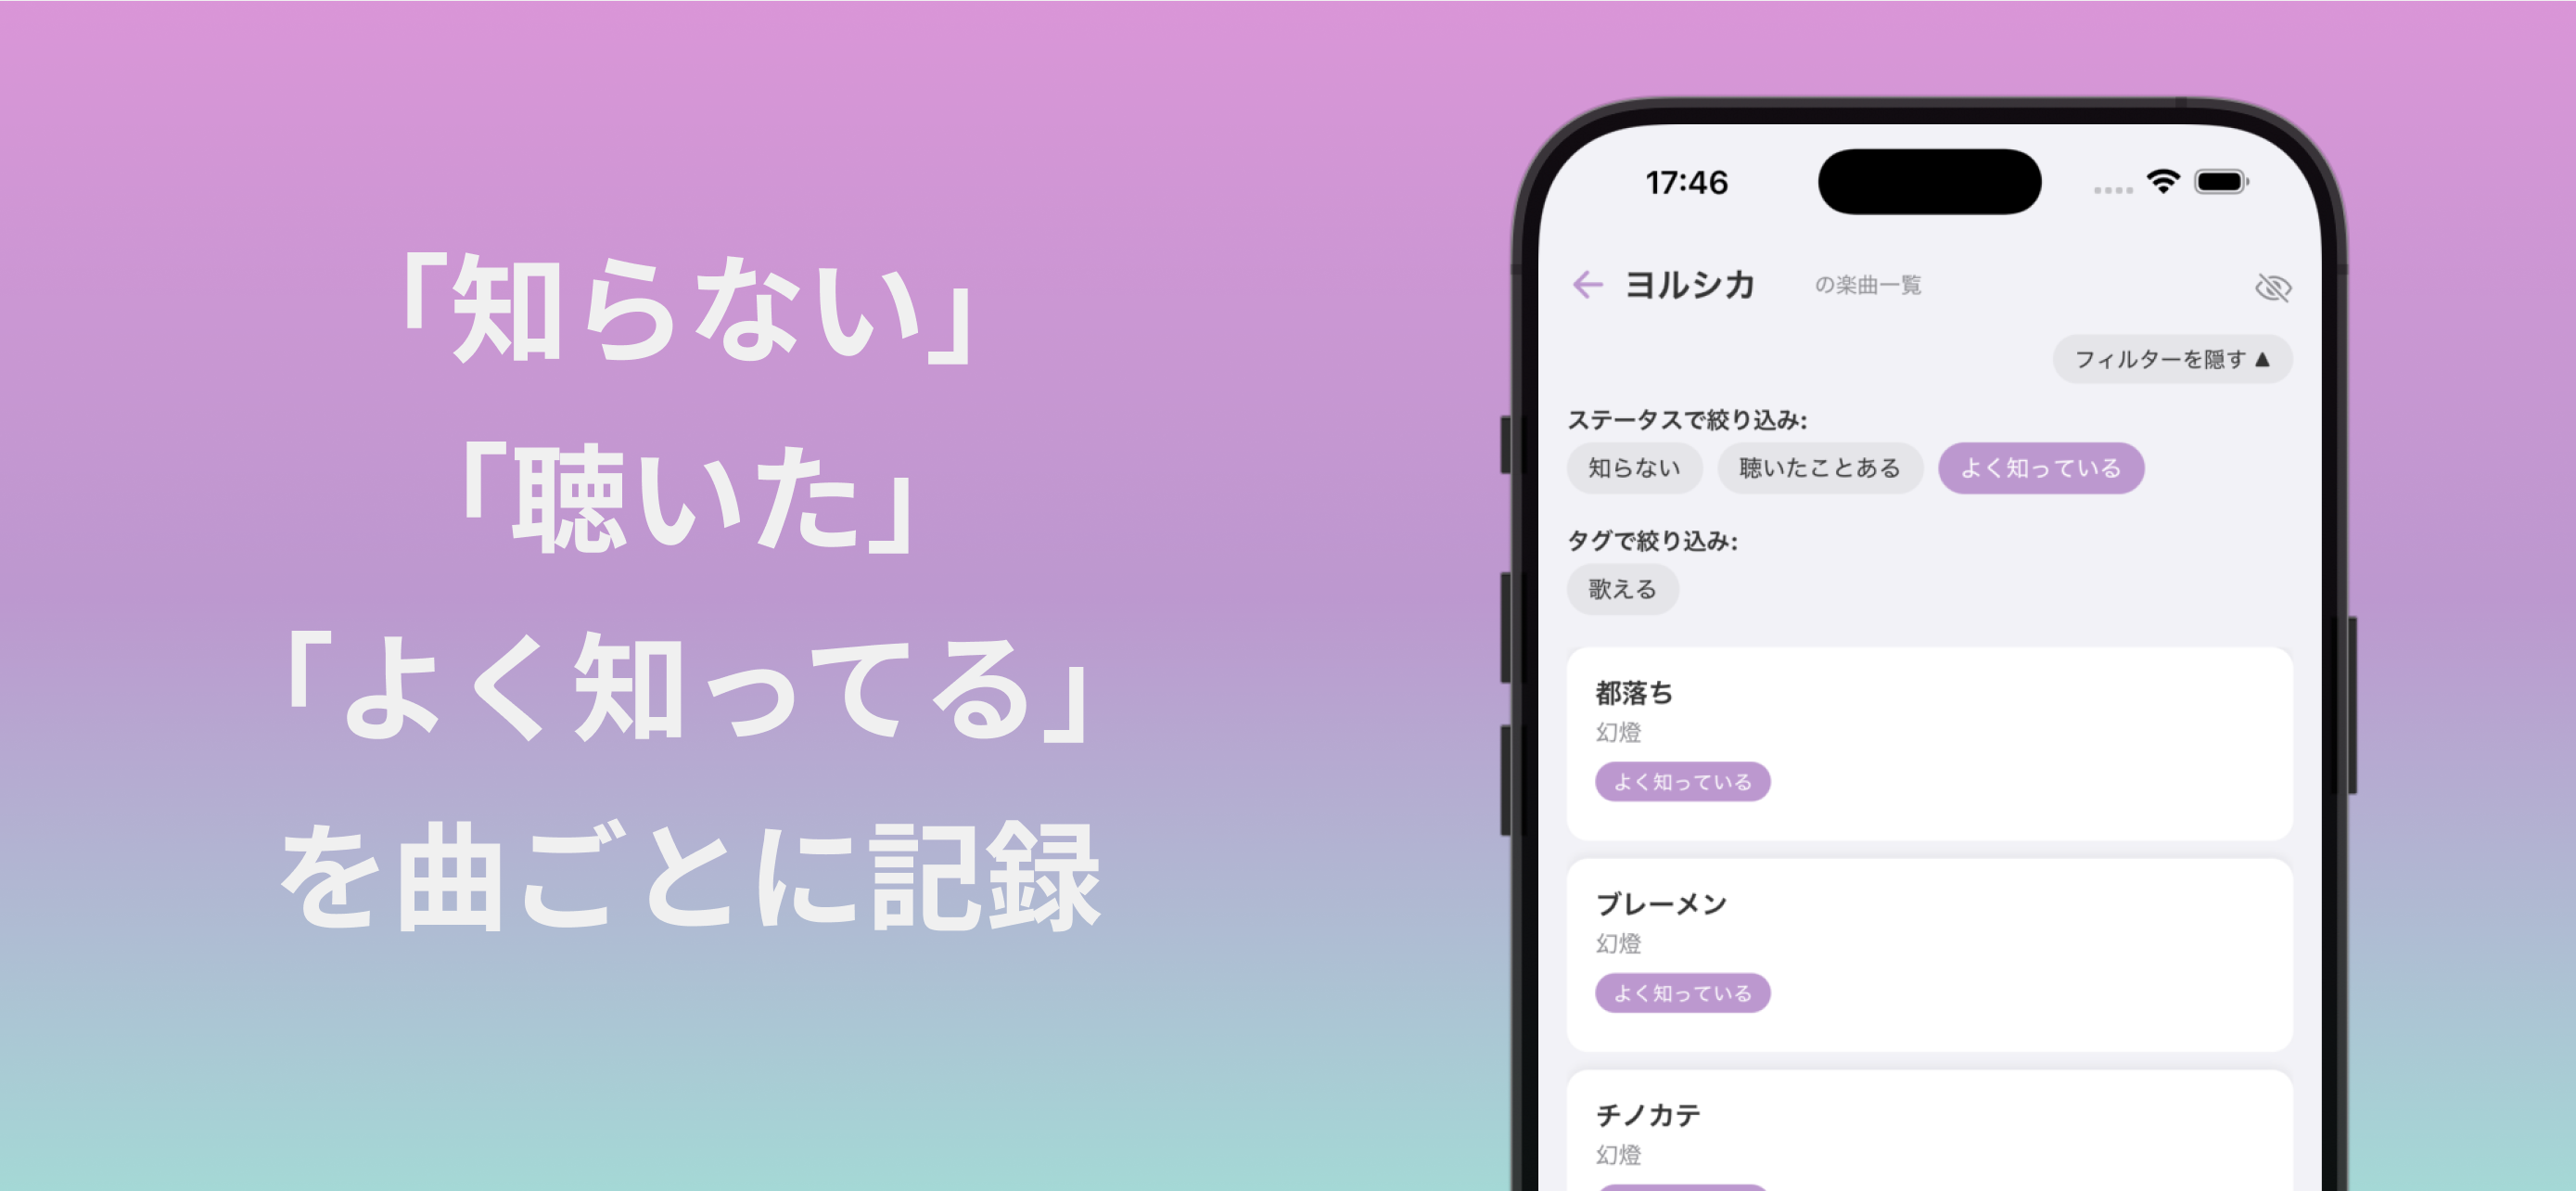 「知らない」
「聴いた」
「よく知ってる」
を曲ごとに記録
17:46
ヨルシカ の楽曲一覧
フィルターを隠す ▲
ステータスで絞り込み:
知らない 聴いたことある よく知っている
タグで絞り込み:
歌える
都落ち
幻燈
よく知っている
ブレーメン
幻燈
よく知っている
チノカテ
幻燈